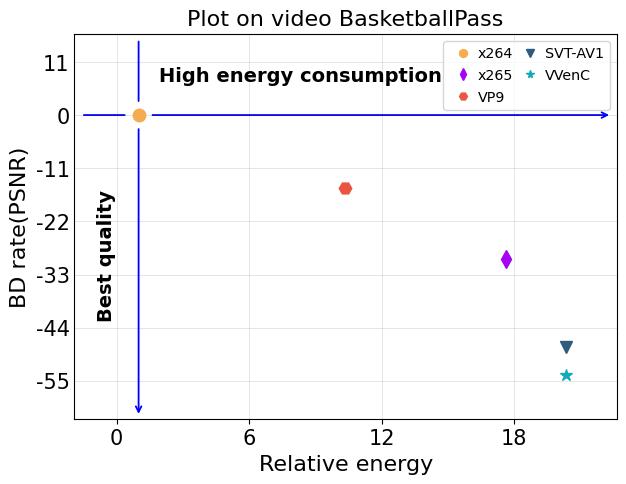 Plot on video BasketballPass
x264
x265
VP9
SVT-AV1
VVenC
High energy consumption
Best quality
BD rate(PSNR)
11
0
-11
-22
-33
-44
-55
0
6
12
18
Relative energy